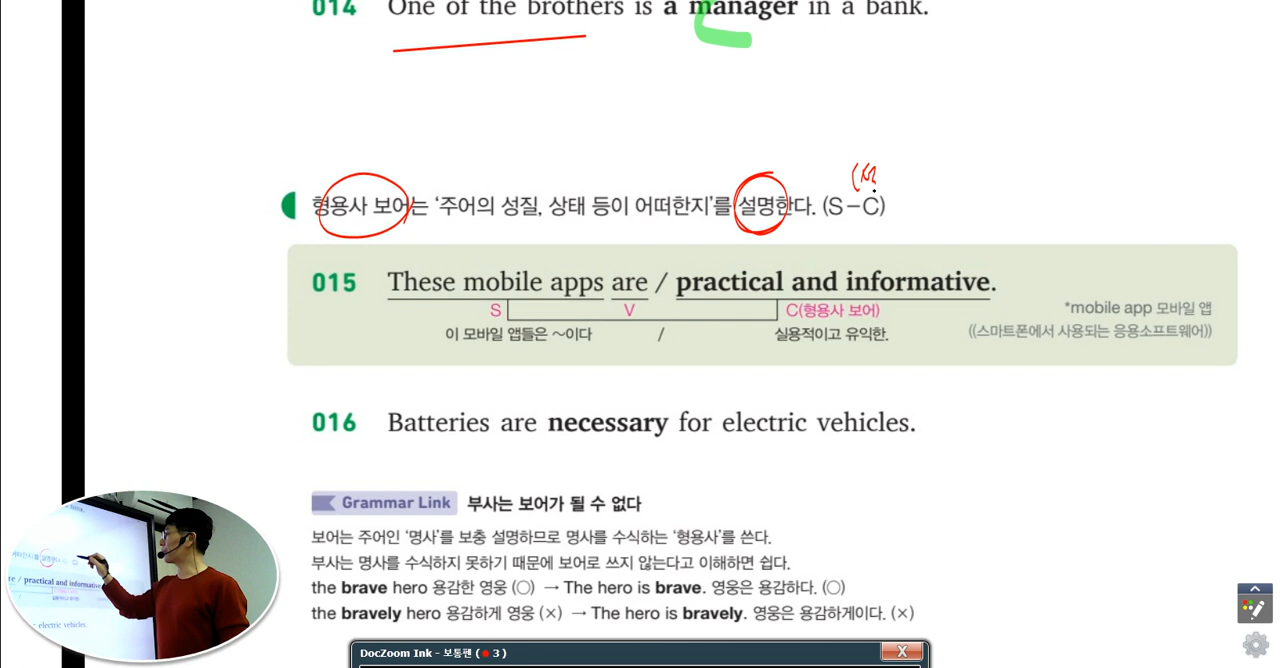 014 One of the brothers is a manager in a bank.
형용사 보어는 '주어의 성질, 상태 등이 어떠한지'를 설명한다. (S－C)
015 These mobile apps are / practical and informative.
S V C(형용사 보어)
*mobile app 모바일 앱
이 모바일 앱들은 ～이다 / 실용적이고 유익한.
((스마트폰에서 사용되는 응용소프트웨어))
016 Batteries are necessary for electric vehicles.
Grammar Link 부사는 보어가 될 수 없다
보어는 주어인 '명사'를 보충 설명하므로 명사를 수식하는 '형용사'를 쓴다.
부사는 명사를 수식하지 못하기 때문에 보어로 쓰지 않는다고 이해하면 쉽다.
the brave hero 용감한 영웅 (○) → The hero is brave. 영웅은 용감하다. (○)
the bravely hero 용감하게 영웅 (×) → The hero is bravely. 영웅은 용감하게이다. (×)
/ practical and informative
electric vehicles.
DocZoom Ink - 보통펜 ( 3 )
X